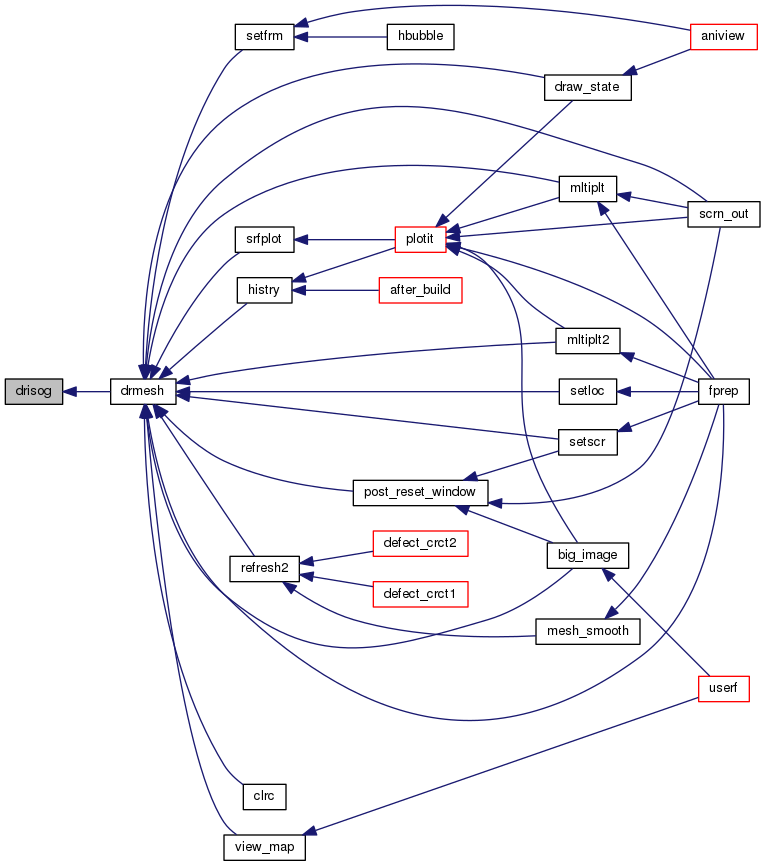 setfrm
hbubble
aniview
draw_state
mltiplt
scrn_out
srfplot
plotit
histry
after_build
mltiplt2
drisog
drmesh
setloc
fprep
setscr
post_reset_window
defect_crct2
big_image
refresh2
defect_crct1
mesh_smooth
userf
clrc
view_map